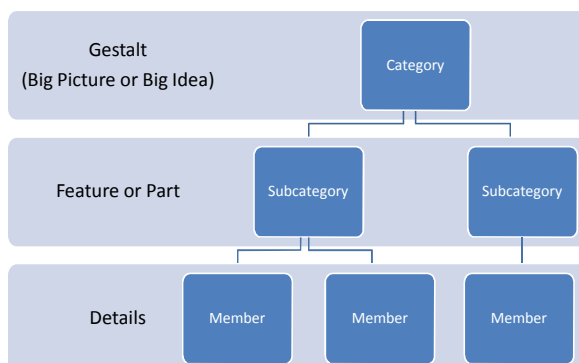 Gestalt
(Big Picture or Big Idea)
Category
Feature or Part
Subcategory
Subcategory
Details
Member
Member
Member